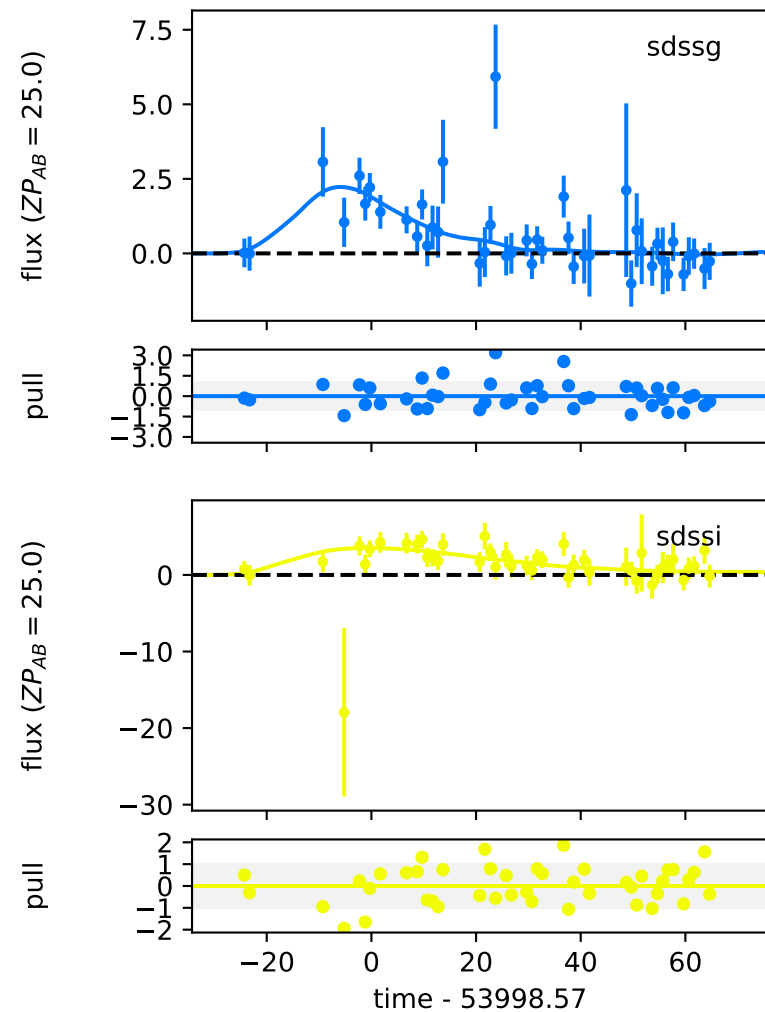 7.5
sdssg
5.0
2.5
0.0
flux (ZP_AB = 25.0)
3.0
1.5
0.0
−1.5
−3.0
pull
sdssi
0
−10
−20
−30
flux (ZP_AB = 25.0)
2
1
0
−1
−2
pull
−20 0 20 40 60
time - 53998.57